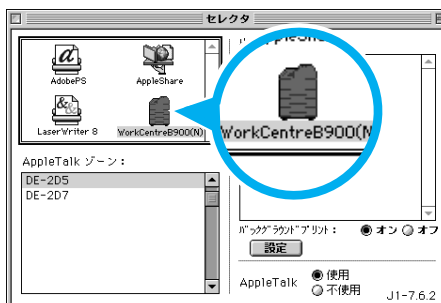 セレクタ
AdobePS
AppleShare
LaserWriter 8
WorkCentreB900(N)
WorkCentreB900(N
AppleTalk ゾーン：
DE-2D5
DE-2D7
バックグラウンドプリント： オン オフ
設定
AppleTalk 使用
不使用
J1-7.6.2